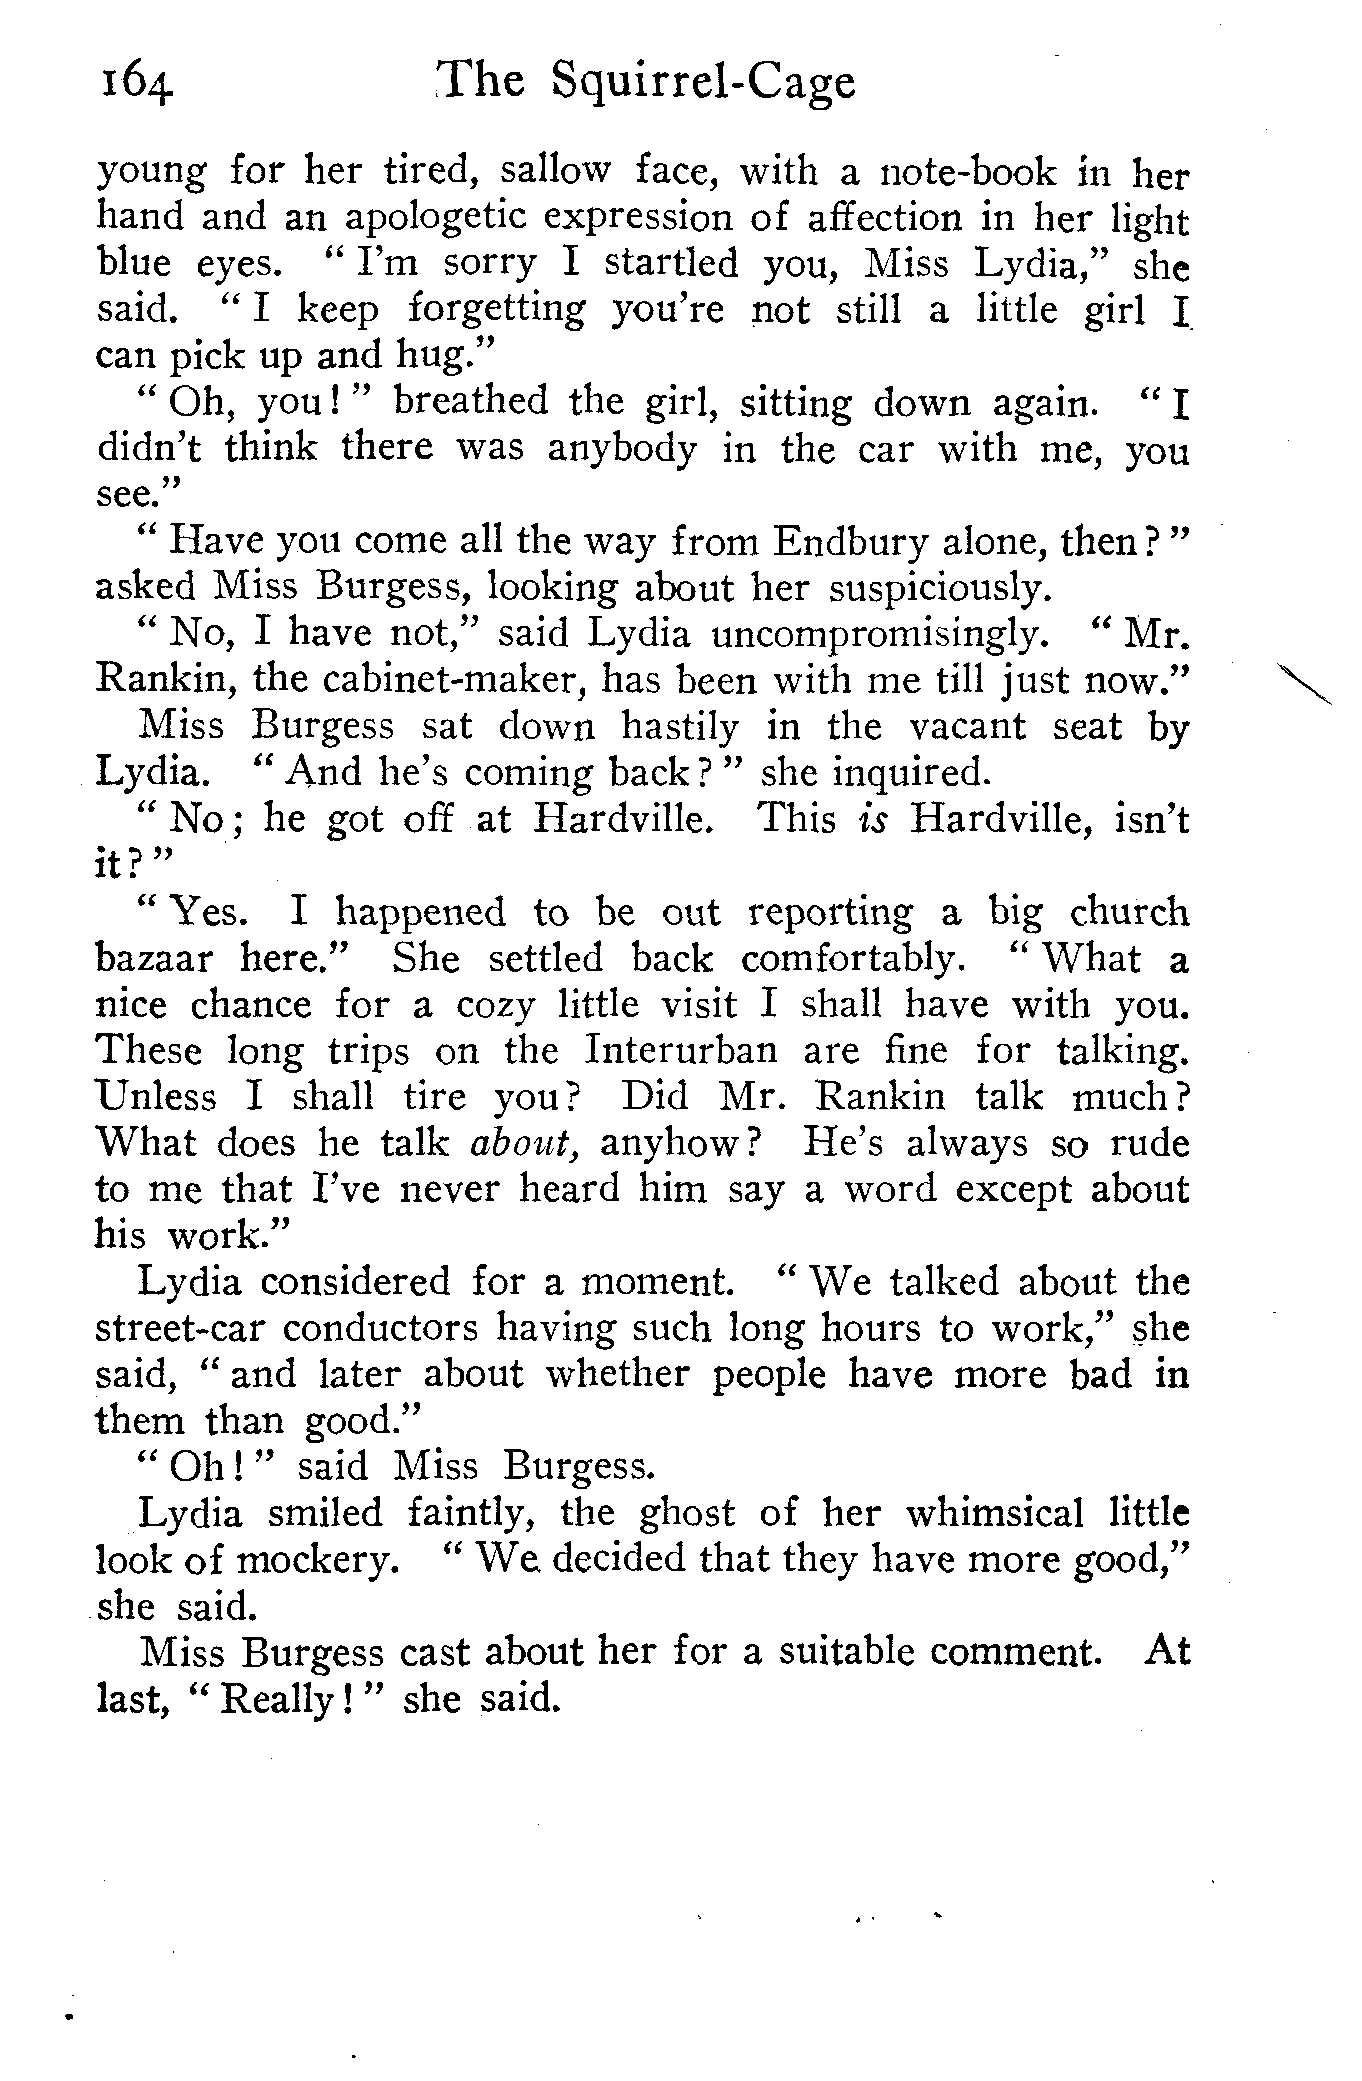 164 The Squirrel-Cage
young for her tired, sallow face, with a note-book in her
hand and an apologetic expression of affection in her light
blue eyes. “ I’m sorry I startled you, Miss Lydia,” she
said. “ I keep forgetting you’re not still a little girl I
can pick up and hug.”
“ Oh, you! ” breathed the girl, sitting down again. “ I
didn’t think there was anybody in the car with me, you
see.”
“ Have you come all the way from Endbury alone, then? ”
asked Miss Burgess, looking about her suspiciously.
“ No, I have not,” said Lydia uncompromisingly. “ Mr.
Rankin, the cabinet-maker, has been with me till just now.”
Miss Burgess sat down hastily in the vacant seat by
Lydia. “ And he’s coming back? ” she inquired.
“ No; he got off at Hardville. This is Hardville, isn’t
it? ”
“ Yes. I happened to be out reporting a big church
bazaar here.” She settled back comfortably. “ What a
nice chance for a cozy little visit I shall have with you.
These long trips on the Interurban are fine for talking.
Unless I shall tire you? Did Mr. Rankin talk much?
What does he talk about, anyhow? He’s always so rude
to me that I’ve never heard him say a word except about
his work.”
Lydia considered for a moment. “ We talked about the
street-car conductors having such long hours to work,” she
said, “ and later about whether people have more bad in
them than good.”
“ Oh! ” said Miss Burgess.
Lydia smiled faintly, the ghost of her whimsical little
look of mockery. “ We decided that they have more good,”
she said.
Miss Burgess cast about her for a suitable comment. At
last, “ Really! ” she said.